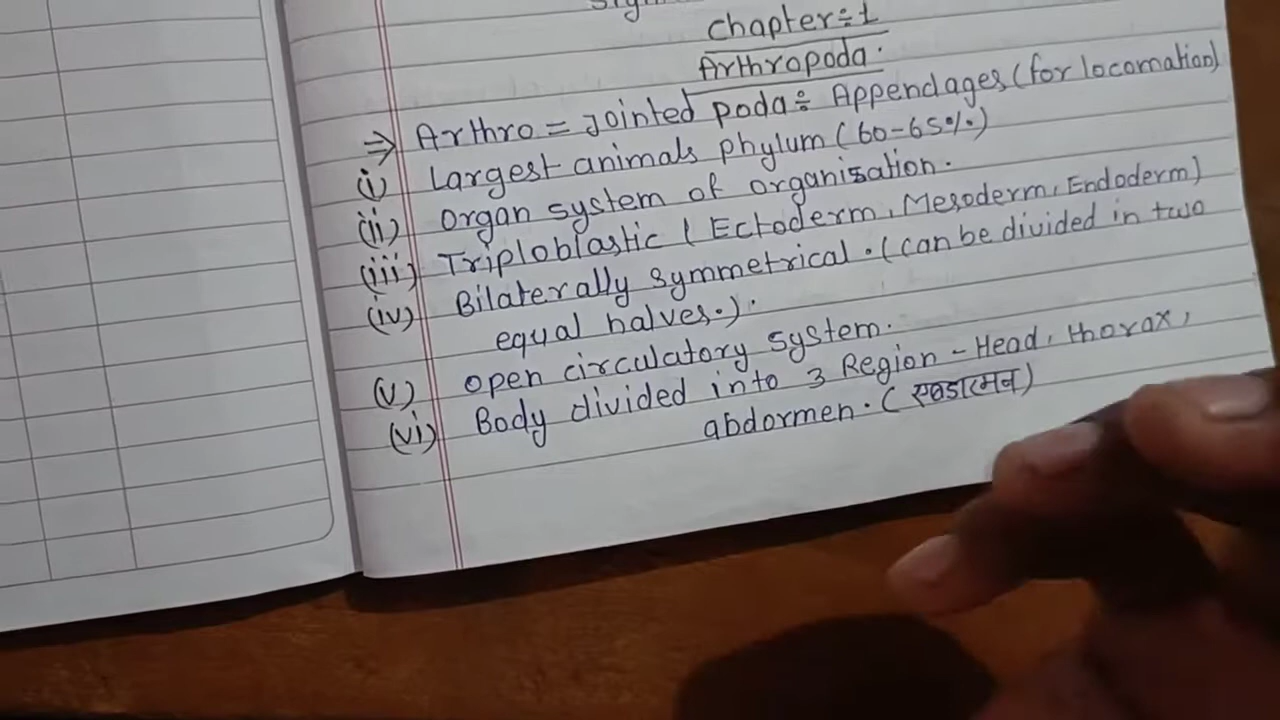 Chapter÷1
Arthropoda.
⇒ Arthro = Jointed poda÷ Appendages (for locomation)
(i) Largest animals phylum (60-65%)
(ii) organ system of organisation.
(iii) Triploblastic (Ectoderm, Mesoderm, Endoderm)
(iv) Bilaterally symmetrical. (can be divided in two
equal halves.).
(v) open circulatory system.
(vi) Body divided into 3 Region - Head, thorax,
abdormen. (